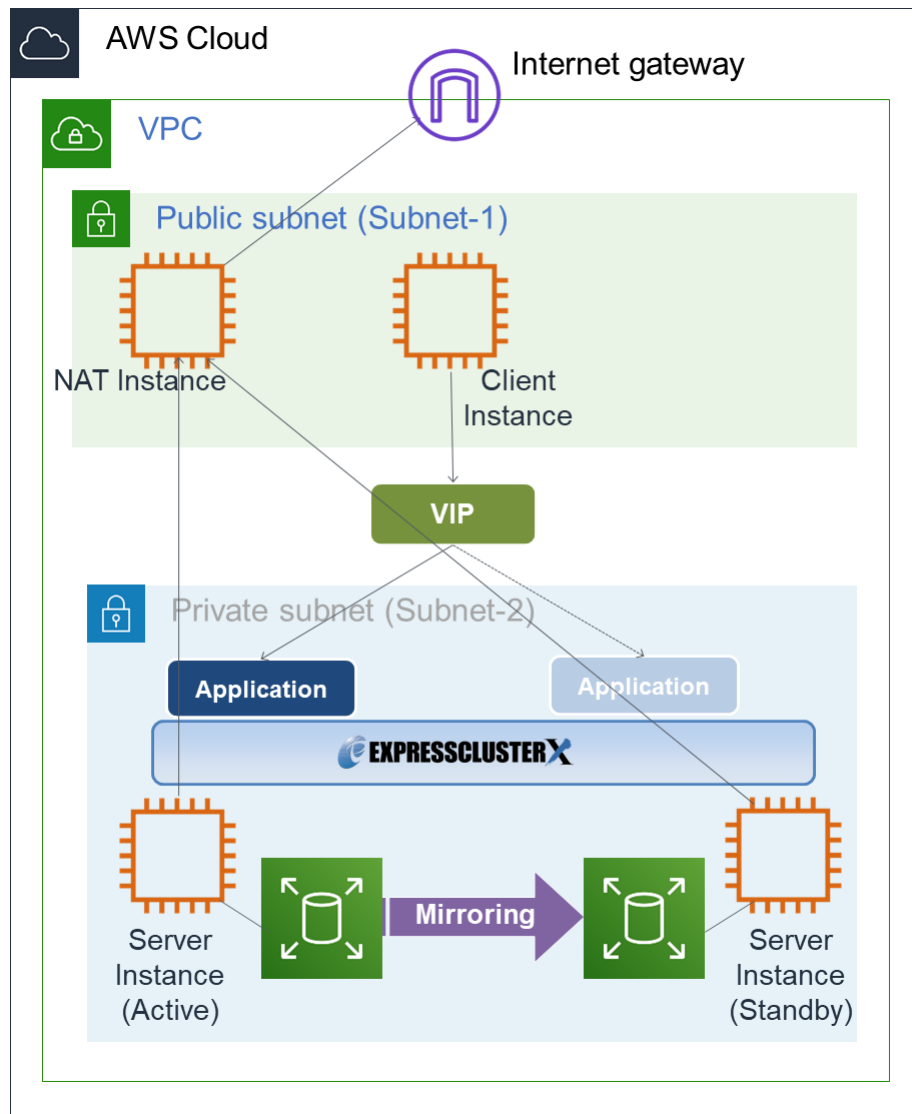 AWS Cloud
Internet gateway
VPC
Public subnet (Subnet-1)
NAT Instance
Client
Instance
VIP
Private subnet (Subnet-2)
Application
Application
EXPRESSCLUSTER X
Mirroring
Server
Instance
(Active)
Server
Instance
(Standby)